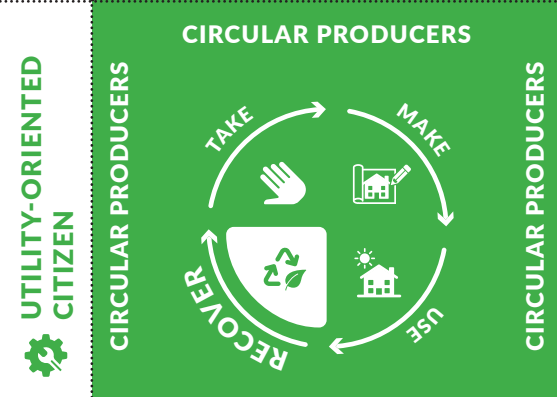 UTILITY-ORIENTED
CITIZEN
CIRCULAR PRODUCERS
CIRCULAR PRODUCERS
TAKE
MAKE
USE
RECOVER
CIRCULAR PRODUCERS